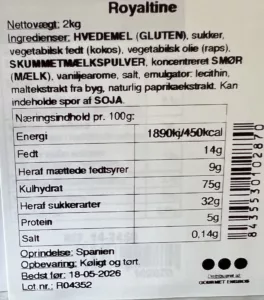 Royaltine
Nettovægt: 2kg
Ingredienser: HVEDEMEL (GLUTEN), sukker,
vegetabilsk fedt (kokos), vegetabilsk olie (raps),
SKUMMETMÆLKSPULVER, koncentreret SMØR
(MÆLK), vaniljearome, salt, emulgator: lecithin,
maltekstrakt fra byg, naturlig paprikaekstrakt. Kan
indeholde spor af SOJA.
Næringsindhold pr. 100g:
Energi 1890kj/450kcal
Fedt 14g
Heraf mættede fedtsyrer 9g
Kulhydrat 75g
Heraf sukkerarter 32g
Protein 5g
Salt 0,14g
Oprindelse: Spanien
Opbevaring: Køligt og tørt
Bedst før: 18-05-2026
Lot nr.: R04352
8435530102870
GOURMET ENGROS